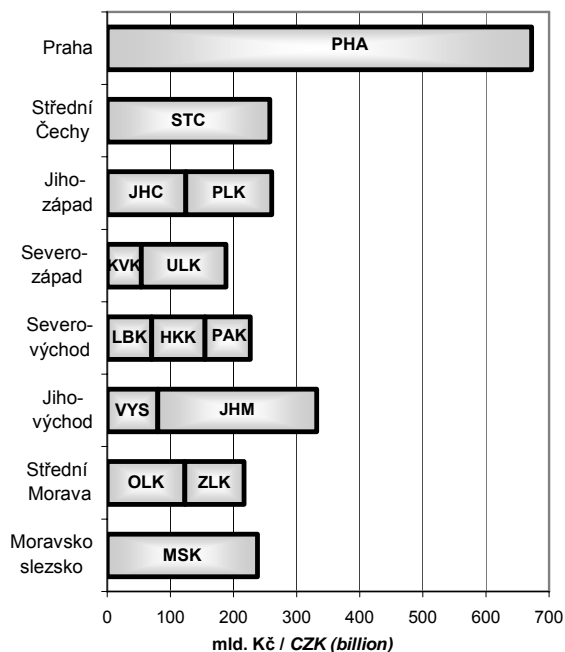 Praha
PHA
Střední
Čechy
STC
Jiho-
západ
JHC PLK
Severo-
západ
KVK ULK
Severo-
východ
LBK HKK PAK
Jiho-
východ
VYS JHM
Střední
Morava
OLK ZLK
Moravsko
slezsko
MSK
0 100 200 300 400 500 600 700
mld. Kč / CZK (billion)